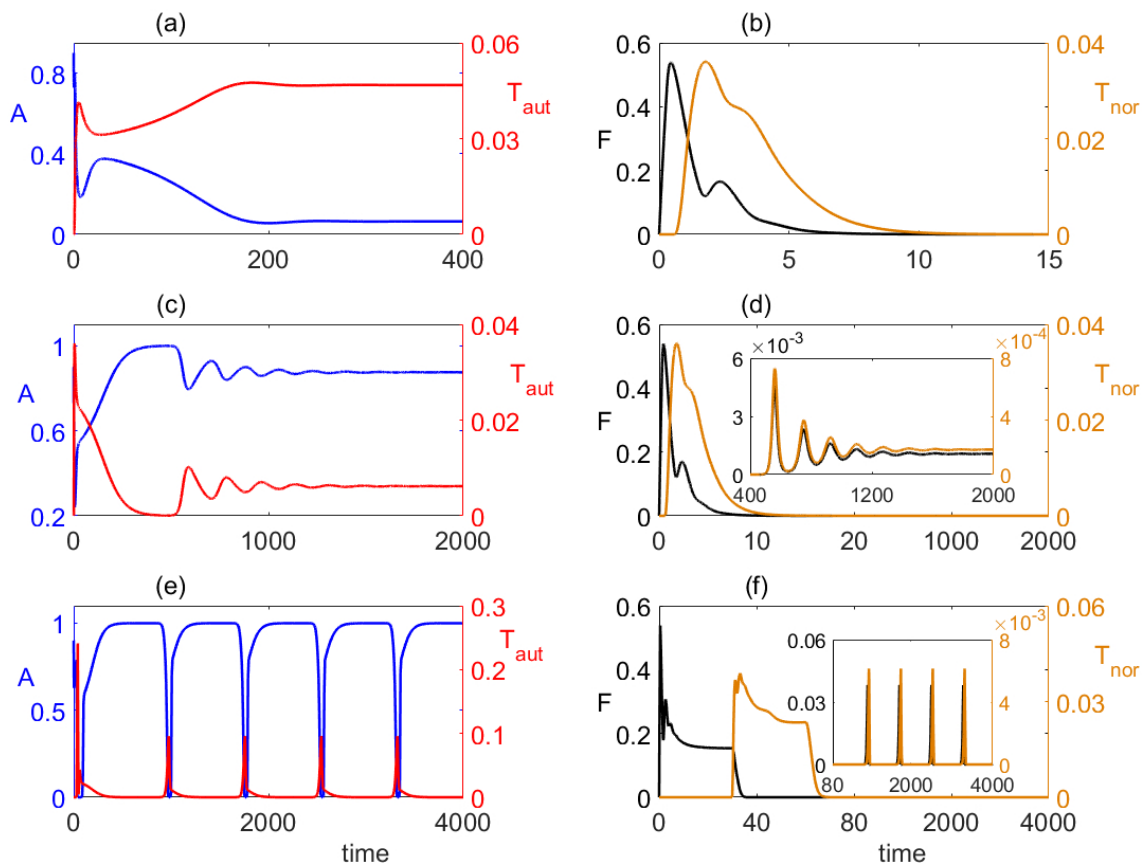 (a) (b)
0.8 0.06 0.6 0.04
A 0.4 0.03 T_aut F 0.4 0.02 T_nor
0.2
0 0 0 0
0 200 400 0 5 10 15
(c) (d)
1 0.04 0.6 0.04
×10^-3 ×10^-4
6 8
A 0.6 0.02 T_aut F 0.4 3 4 0.02 T_nor
0.2 0 0
400 1200 2000
0.2 0 0 0
0 1000 2000 0 10 20 1000 2000
(e) (f)
1 0.3 0.6 0.06
×10^-3
0.06 8
A 0.5 0.2 T_aut F 0.4 0.03 4 0.03 T_nor
0.1 0.2 0 0
80 2000 4000
0 0 0 0
0 2000 4000 0 40 80 2000 4000
time time